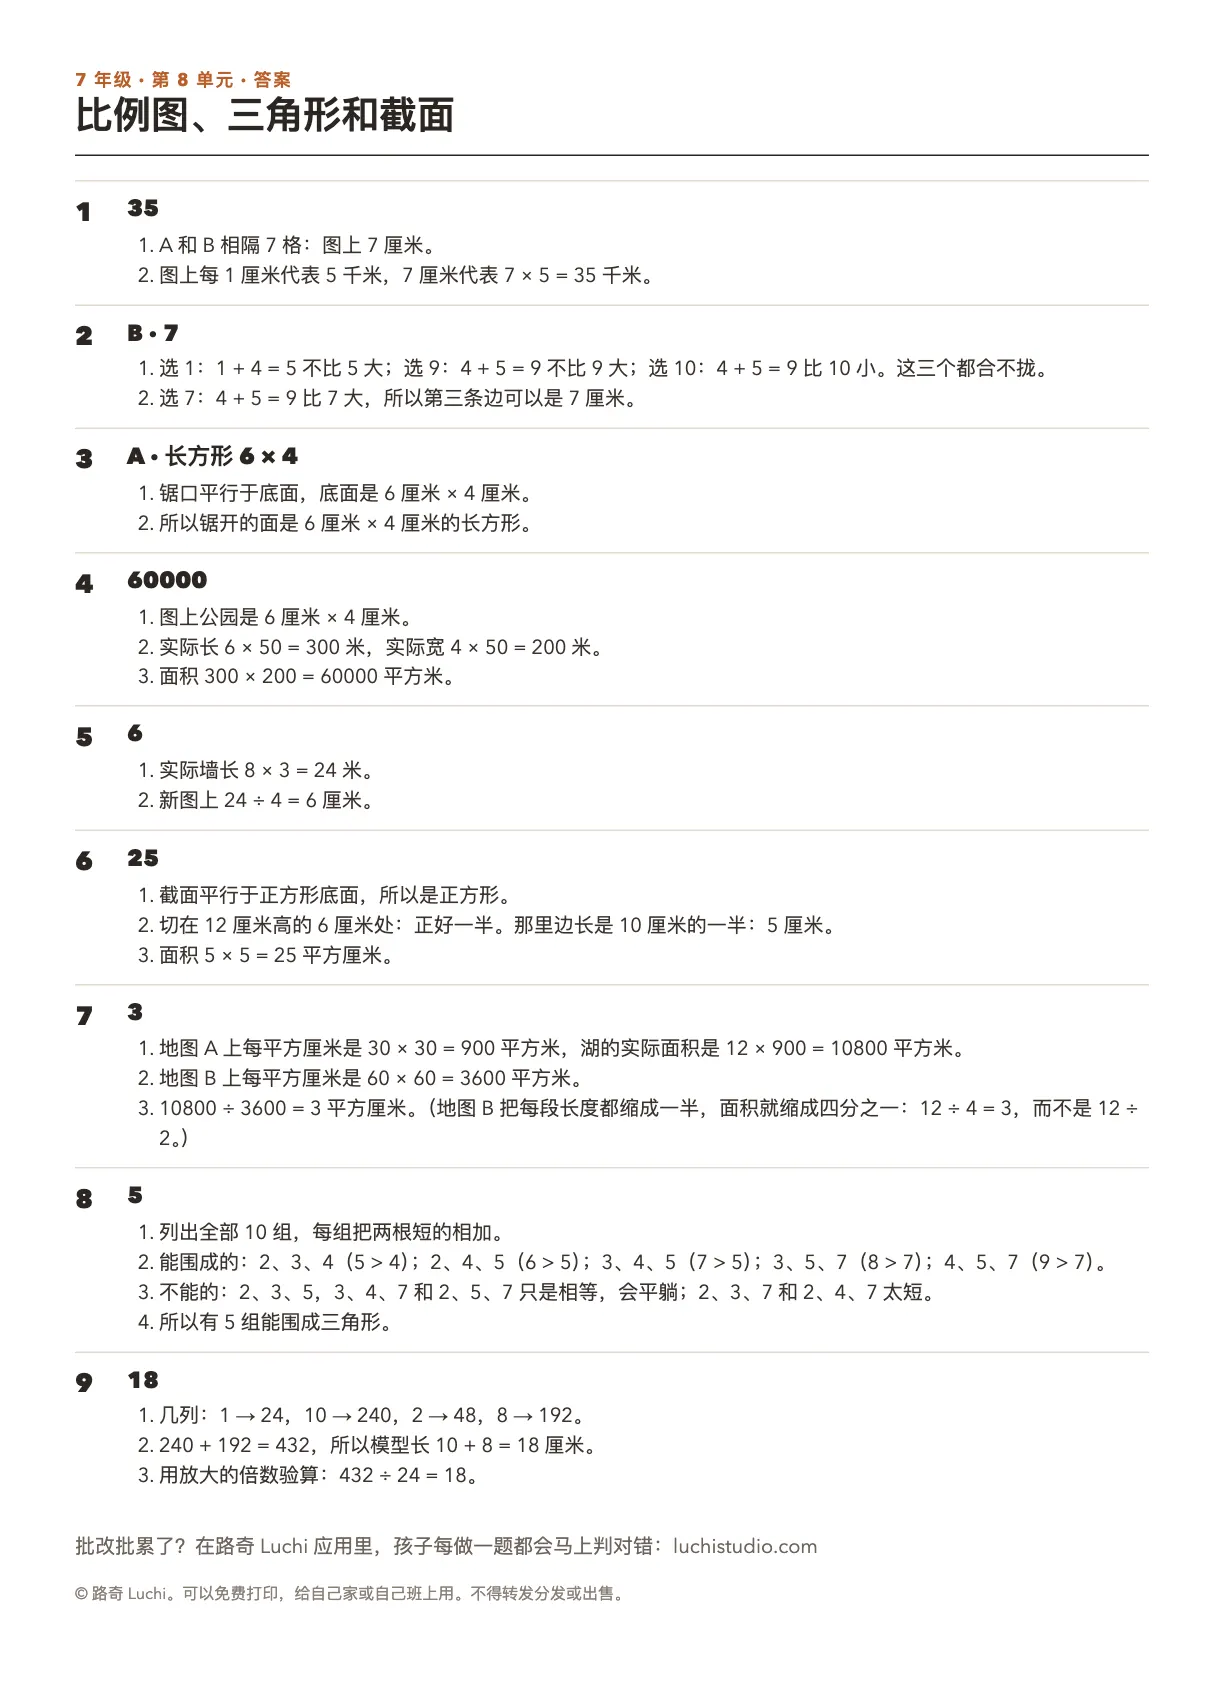 7 年级 · 第 8 单元 · 答案
比例图、三角形和截面
1 35
1. A 和 B 相隔 7 格：图上 7 厘米。
2. 图上每 1 厘米代表 5 千米，7 厘米代表 7 × 5 = 35 千米。
2 B · 7
1. 选 1：1 + 4 = 5 不比 5 大；选 9：4 + 5 = 9 不比 9 大；选 10：4 + 5 = 9 比 10 小。这三个都合不拢。
2. 选 7：4 + 5 = 9 比 7 大，所以第三条边可以是 7 厘米。
3 A · 长方形 6 × 4
1. 锯口平行于底面，底面是 6 厘米 × 4 厘米。
2. 所以锯开的面是 6 厘米 × 4 厘米的长方形。
4 60000
1. 图上公园是 6 厘米 × 4 厘米。
2. 实际长 6 × 50 = 300 米，实际宽 4 × 50 = 200 米。
3. 面积 300 × 200 = 60000 平方米。
5 6
1. 实际墙长 8 × 3 = 24 米。
2. 新图上 24 ÷ 4 = 6 厘米。
6 25
1. 截面平行于正方形底面，所以是正方形。
2. 切在 12 厘米高的 6 厘米处：正好一半。那里边长是 10 厘米的一半：5 厘米。
3. 面积 5 × 5 = 25 平方厘米。
7 3
1. 地图 A 上每平方厘米是 30 × 30 = 900 平方米，湖的实际面积是 12 × 900 = 10800 平方米。
2. 地图 B 上每平方厘米是 60 × 60 = 3600 平方米。
3. 10800 ÷ 3600 = 3 平方厘米。（地图 B 把每段长度都缩成一半，面积就缩成四分之一：12 ÷ 4 = 3，而不是 12 ÷
2。）
8 5
1. 列出全部 10 组，每组把两根短的相加。
2. 能围成的：2、3、4（5 > 4）；2、4、5（6 > 5）；3、4、5（7 > 5）；3、5、7（8 > 7）；4、5、7（9 > 7）。
3. 不能的：2、3、5，3、4、7 和 2、5、7 只是相等，会平躺；2、3、7 和 2、4、7 太短。
4. 所以有 5 组能围成三角形。
9 18
1. 几列：1 → 24，10 → 240，2 → 48，8 → 192。
2. 240 + 192 = 432，所以模型长 10 + 8 = 18 厘米。
3. 用放大的倍数验算：432 ÷ 24 = 18。
批改批累了？在路奇 Luchi 应用里，孩子每做一题都会马上判对错：luchistudio.com
© 路奇 Luchi。可以免费打印，给自己家或自己班上用。不得转发分发或出售。